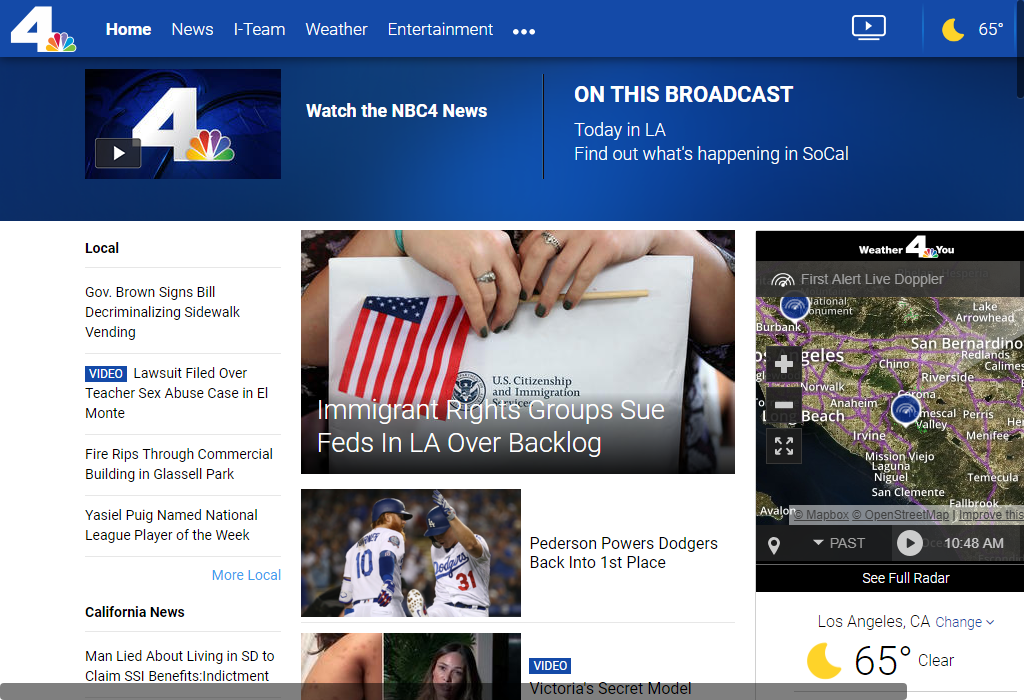 4
Home
News
I-Team
Weather
Entertainment
65°
4
Watch the NBC4 News
ON THIS BROADCAST
Today in LA
Find out what's happening in SoCal
Local
Gov. Brown Signs Bill
Decriminalizing Sidewalk
Vending
VIDEO Lawsuit Filed Over
Teacher Sex Abuse Case in El
Monte
Fire Rips Through Commercial
Building in Glassell Park
Yasiel Puig Named National
League Player of the Week
More Local
California News
Man Lied About Living in SD to
Claim SSI Benefits:Indictment
U.S. Citizenship
and Immigration
Immigrant Rights Groups Sue
Feds In LA Over Backlog
10
Dodgers
31
Pederson Powers Dodgers
Back Into 1st Place
VIDEO
Victoria's Secret Model
Weather 4 You
First Alert Live Doppler
National
Lake
Arrowhead
Burbank
San Bernardino
Redlands
Chino
Calimes
Riverside
Norwalk
Corona
Anaheim
Long Beach
Valley
Perris
Irvine
Menifee
Mission Viejo
Laguna
Niguel
Temecula
San Clemente
Fallbrook
Avalon
© Mapbox © OpenStreetMap | Improve this
PAST
10:48 AM
See Full Radar
Los Angeles, CA Change
65° Clear